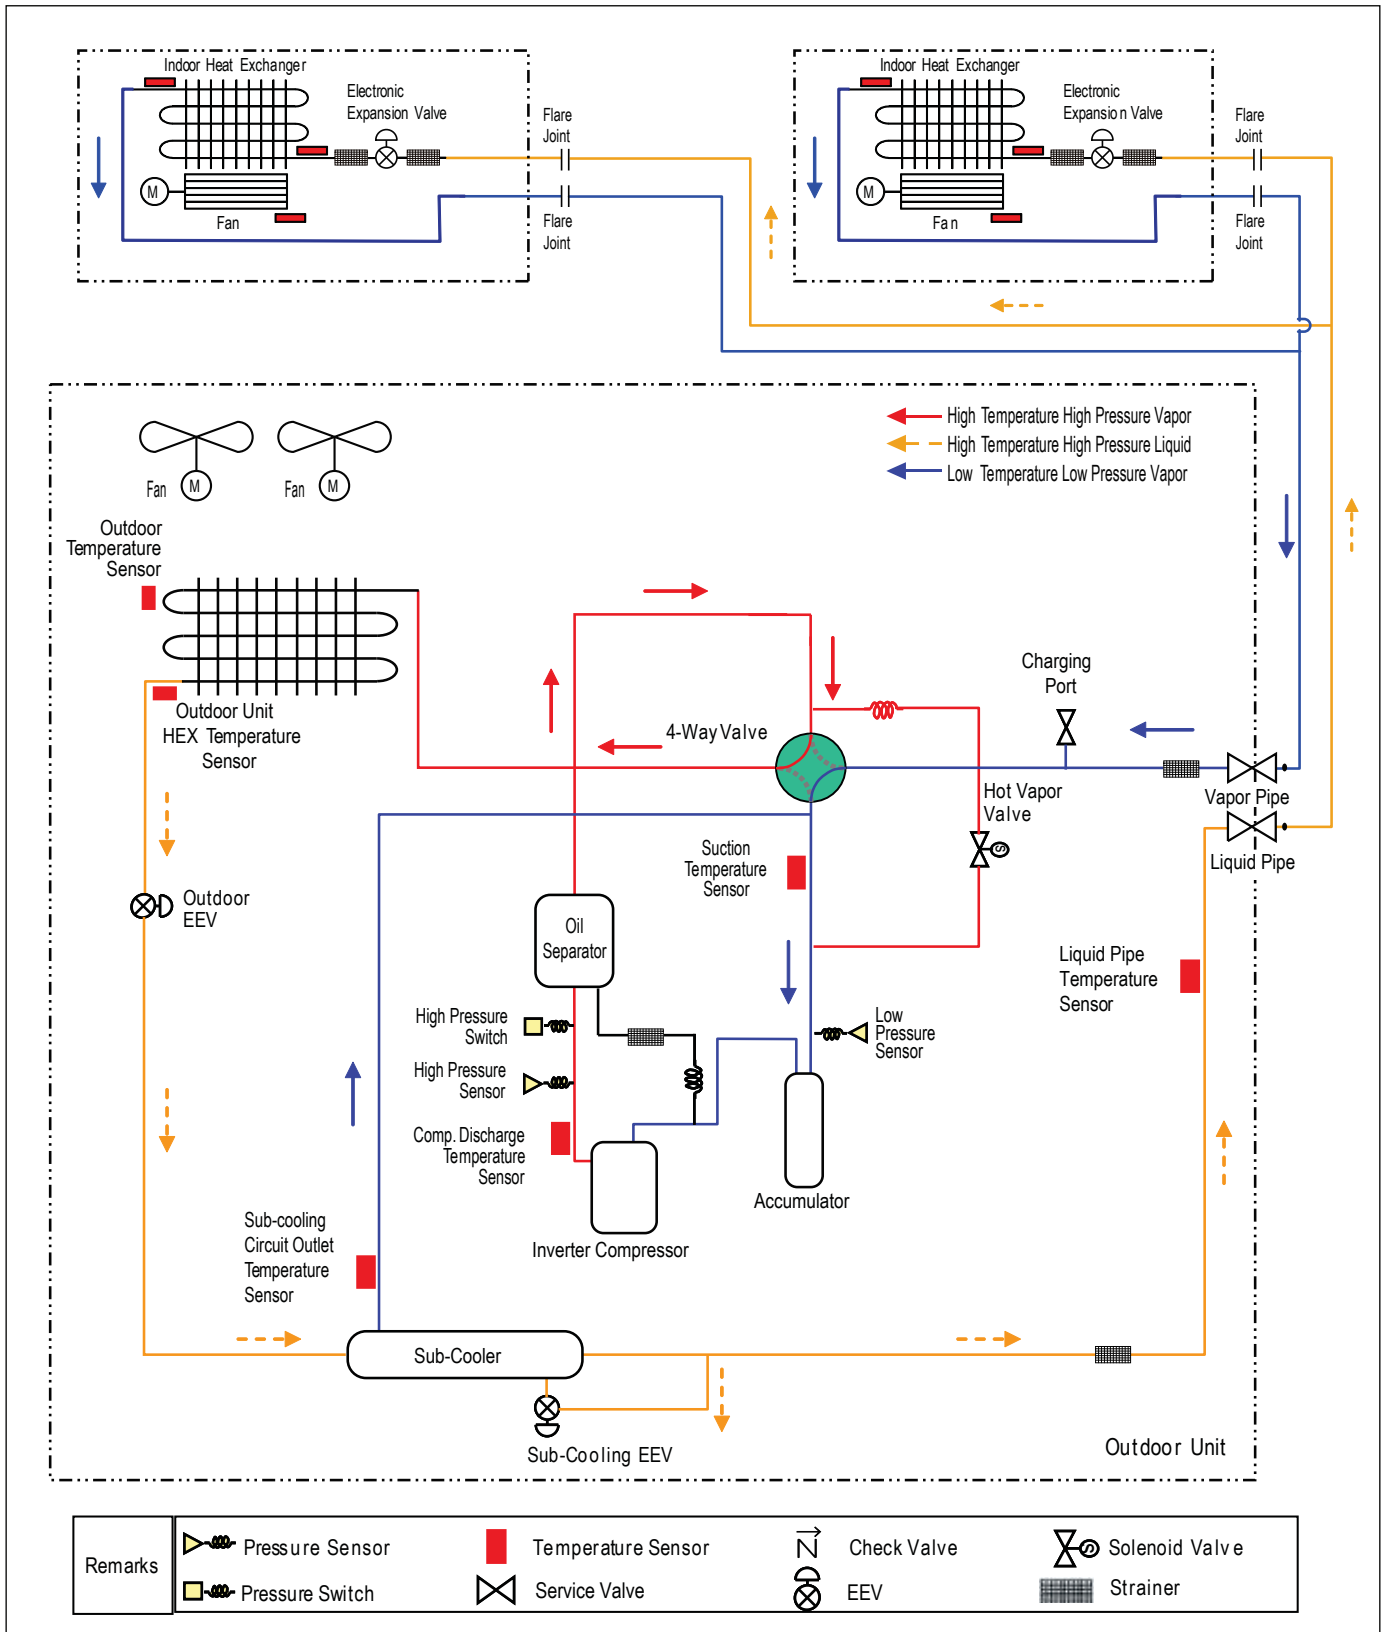 Indoor Heat Exchanger
Electronic
Expansion Valve
Flare
Joint
M
Fan
Flare
Joint
Indoor Heat Exchanger
Electronic
Expansion Valve
Flare
Joint
M
Fan
Flare
Joint
High Temperature High Pressure Vapor
High Temperature High Pressure Liquid
Low Temperature Low Pressure Vapor
Fan
M
Fan
M
Outdoor
Temperature
Sensor
Outdoor Unit
HEX Temperature
Sensor
4-Way Valve
Charging
Port
Hot Vapor
Valve
S
Vapor Pipe
Liquid Pipe
Suction
Temperature
Sensor
Outdoor
EEV
Oil
Separator
Liquid Pipe
Temperature
Sensor
High Pressure
Switch
Low
Pressure
Sensor
High Pressure
Sensor
Comp. Discharge
Temperature
Sensor
Accumulator
Inverter Compressor
Sub-cooling
Circuit Outlet
Temperature
Sensor
Sub-Cooler
Sub-Cooling EEV
Outdoor Unit
Remarks
Pressure Sensor
Temperature Sensor
Check Valve
S
Solenoid Valve
Pressure Switch
Service Valve
EEV
Strainer